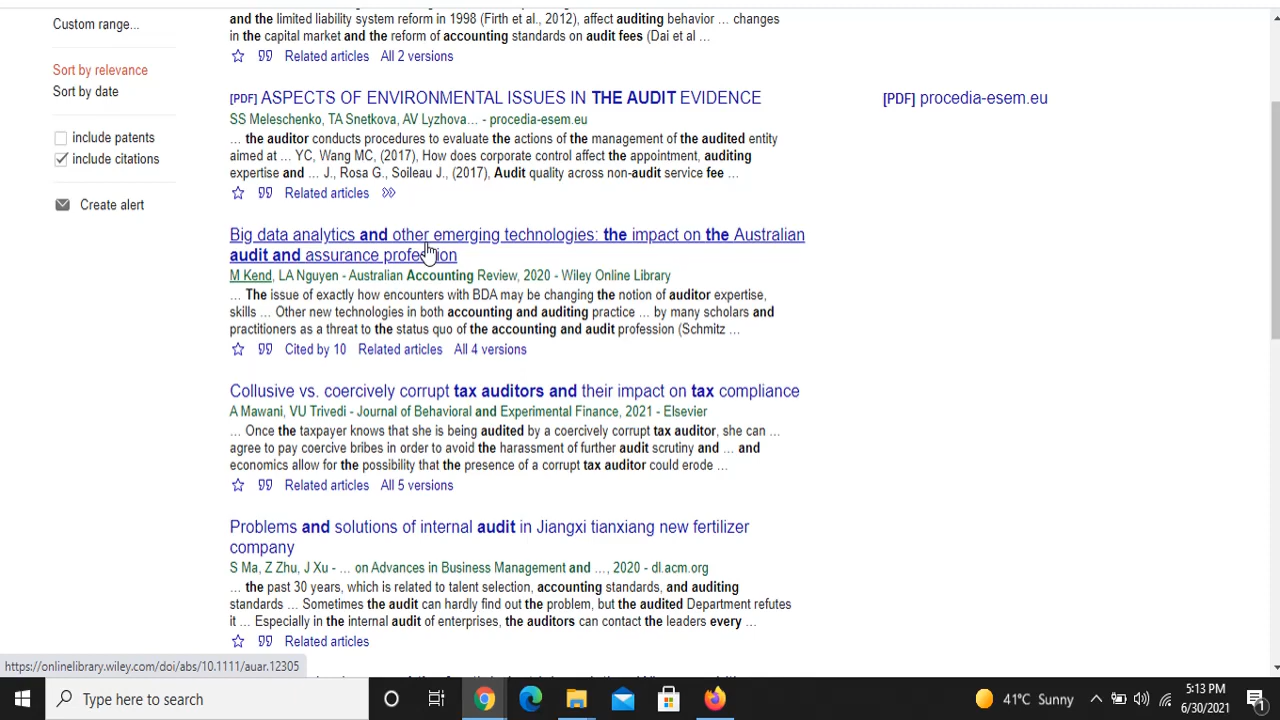 Custom range...
Sort by relevance
Sort by date
include patents
include citations
Create alert
and the limited liability system reform in 1998 (Firth et al., 2012), affect auditing behavior ... changes
in the capital market and the reform of accounting standards on audit fees (Dai et al ...
Related articles All 2 versions
[PDF] ASPECTS OF ENVIRONMENTAL ISSUES IN THE AUDIT EVIDENCE
[PDF] procedia-esem.eu
SS Meleschenko, TA Snetkova, AV Lyzhova... - procedia-esem.eu
... the auditor conducts procedures to evaluate the actions of the management of the audited entity
aimed at ... YC, Wang MC, (2017), How does corporate control affect the appointment, auditing
expertise and ... J., Rosa G., Soileau J., (2017), Audit quality across non-audit service fee ...
Related articles
Big data analytics and other emerging technologies: the impact on the Australian
audit and assurance profession
M Kend, LA Nguyen - Australian Accounting Review, 2020 - Wiley Online Library
... The issue of exactly how encounters with BDA may be changing the notion of auditor expertise,
skills ... Other new technologies in both accounting and auditing practice ... by many scholars and
practitioners as a threat to the status quo of the accounting and audit profession (Schmitz ...
Cited by 10 Related articles All 4 versions
Collusive vs. coercively corrupt tax auditors and their impact on tax compliance
A Mawani, VU Trivedi - Journal of Behavioral and Experimental Finance, 2021 - Elsevier
... Once the taxpayer knows that she is being audited by a coercively corrupt tax auditor, she can ...
agree to pay coercive bribes in order to avoid the harassment of further audit scrutiny and ... and
economics allow for the possibility that the presence of a corrupt tax auditor could erode ...
Related articles All 5 versions
Problems and solutions of internal audit in Jiangxi tianxiang new fertilizer
company
S Ma, Z Zhu, J Xu - ... on Advances in Business Management and ..., 2020 - dl.acm.org
... the past 30 years, which is related to talent selection, accounting standards, and auditing
standards ... Sometimes the audit can hardly find out the problem, but the audited Department refutes
it ... Especially in the internal audit of enterprises, the auditors can contact the leaders every ...
Related articles
https://onlinelibrary.wiley.com/doi/abs/10.1111/auar.12305
Type here to search
41°C Sunny
5:13 PM
6/30/2021
1